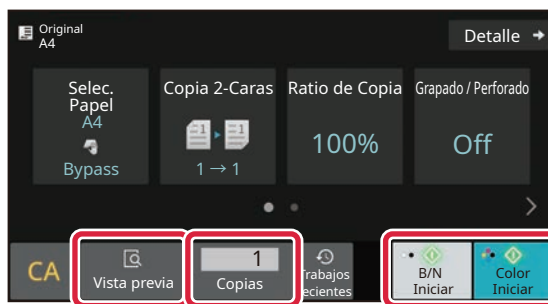 Original
A4
Detalle
Selec.
Papel
A4
Bypass
Copia 2-Caras
1 → 1
Ratio de Copia
100%
Grapado / Perforado
Off
CA
Vista previa
1
Copias
Trabajos
ecientes
B/N
Iniciar
Color
Iniciar